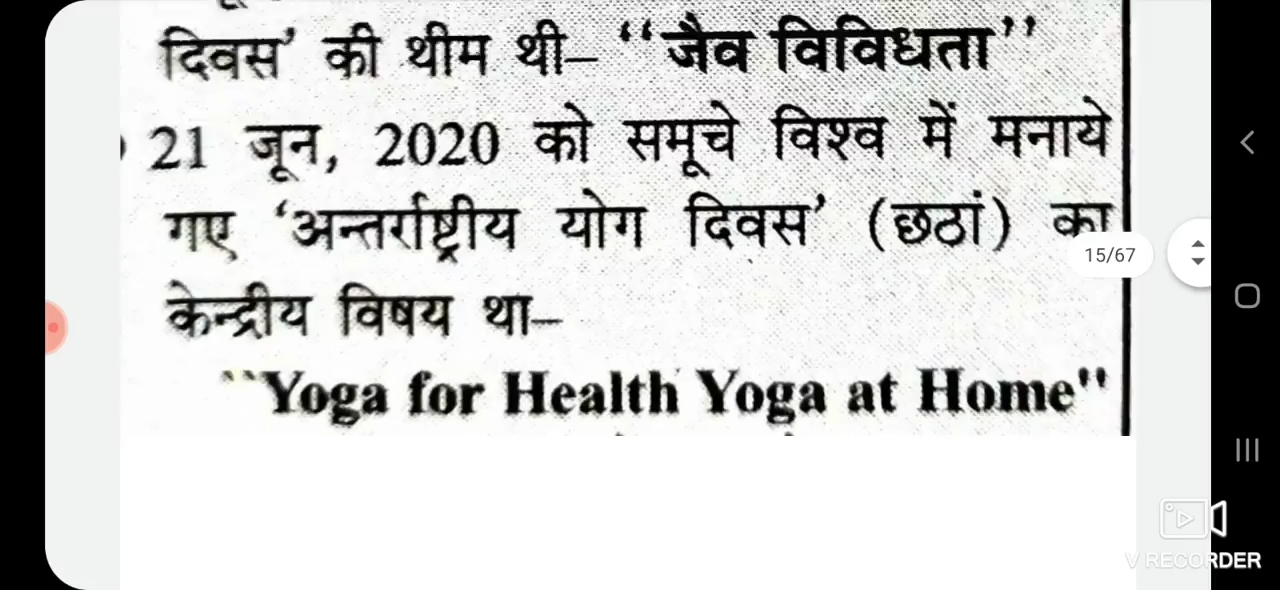 दिवस' की थीम थी– ‘‘जैव विविधता’’
21 जून, 2020 को समूचे विश्व में मनाये
गए ‘अन्तर्राष्ट्रीय योग दिवस’ (छठां) का
15/67
केन्द्रीय विषय था–
``Yoga for Health Yoga at Home"
V RECORDER